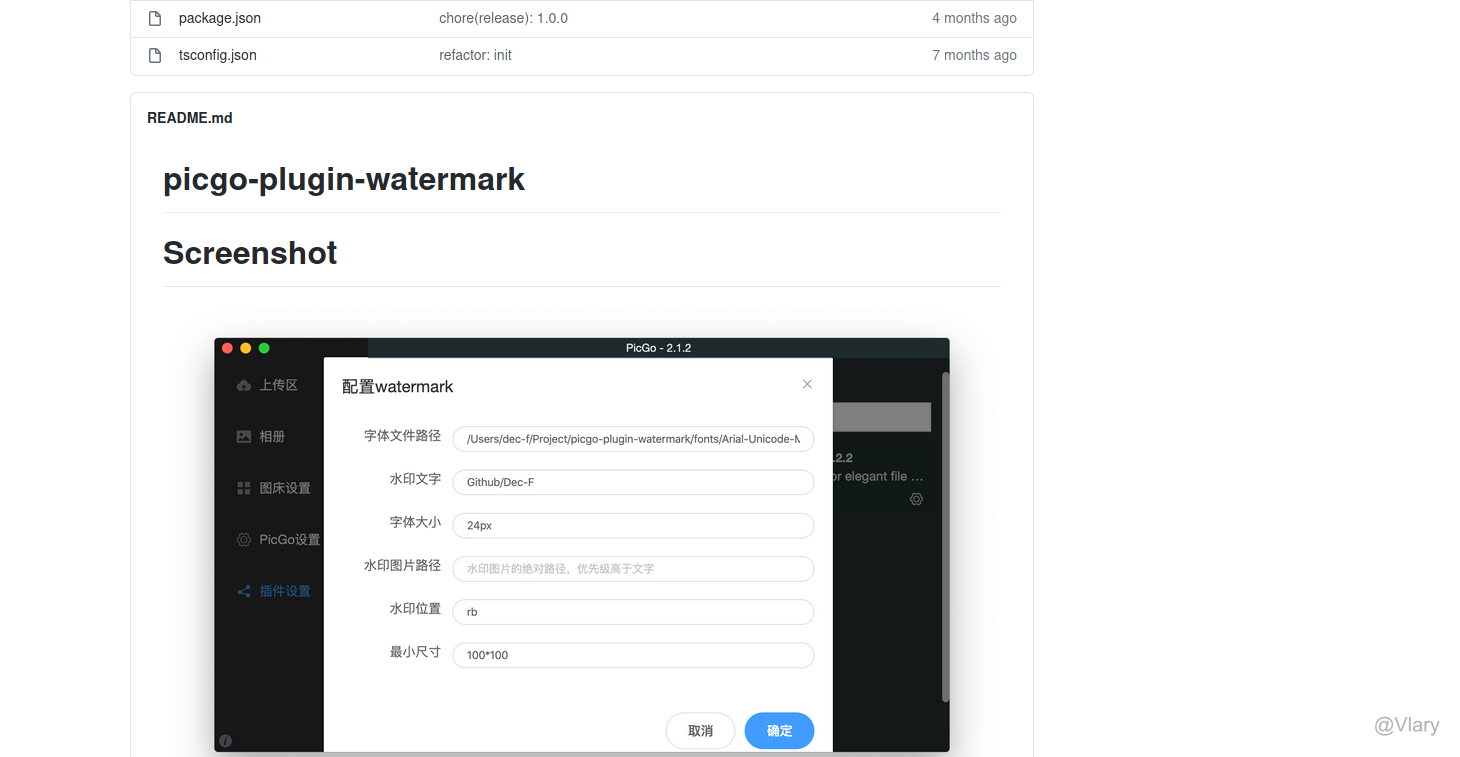 package.json chore(release): 1.0.0 4 months ago
tsconfig.json refactor: init 7 months ago
README.md
picgo-plugin-watermark
Screenshot
PicGo - 2.1.2
上传区
相册
图床设置
PicGo设置
插件设置
配置watermark
字体文件路径 /Users/dec-f/Project/picgo-plugin-watermark/fonts/Arial-Unicode-M
水印文字 Github/Dec-F
字体大小 24px
水印图片路径 水印图片的绝对路径，优先级高于文字
水印位置 rb
最小尺寸 100*100
取消 确定
.2.2
or elegant file ...
@Vlary